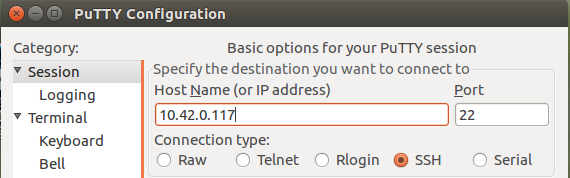 PuTTY Configuration
Category:
Basic options for your PuTTY session
Session
Specify the destination you want to connect to
Logging
Host Name (or IP address)
Port
Terminal
10.42.0.117
22
Keyboard
Connection type:
Bell
Raw
Telnet
Rlogin
SSH
Serial